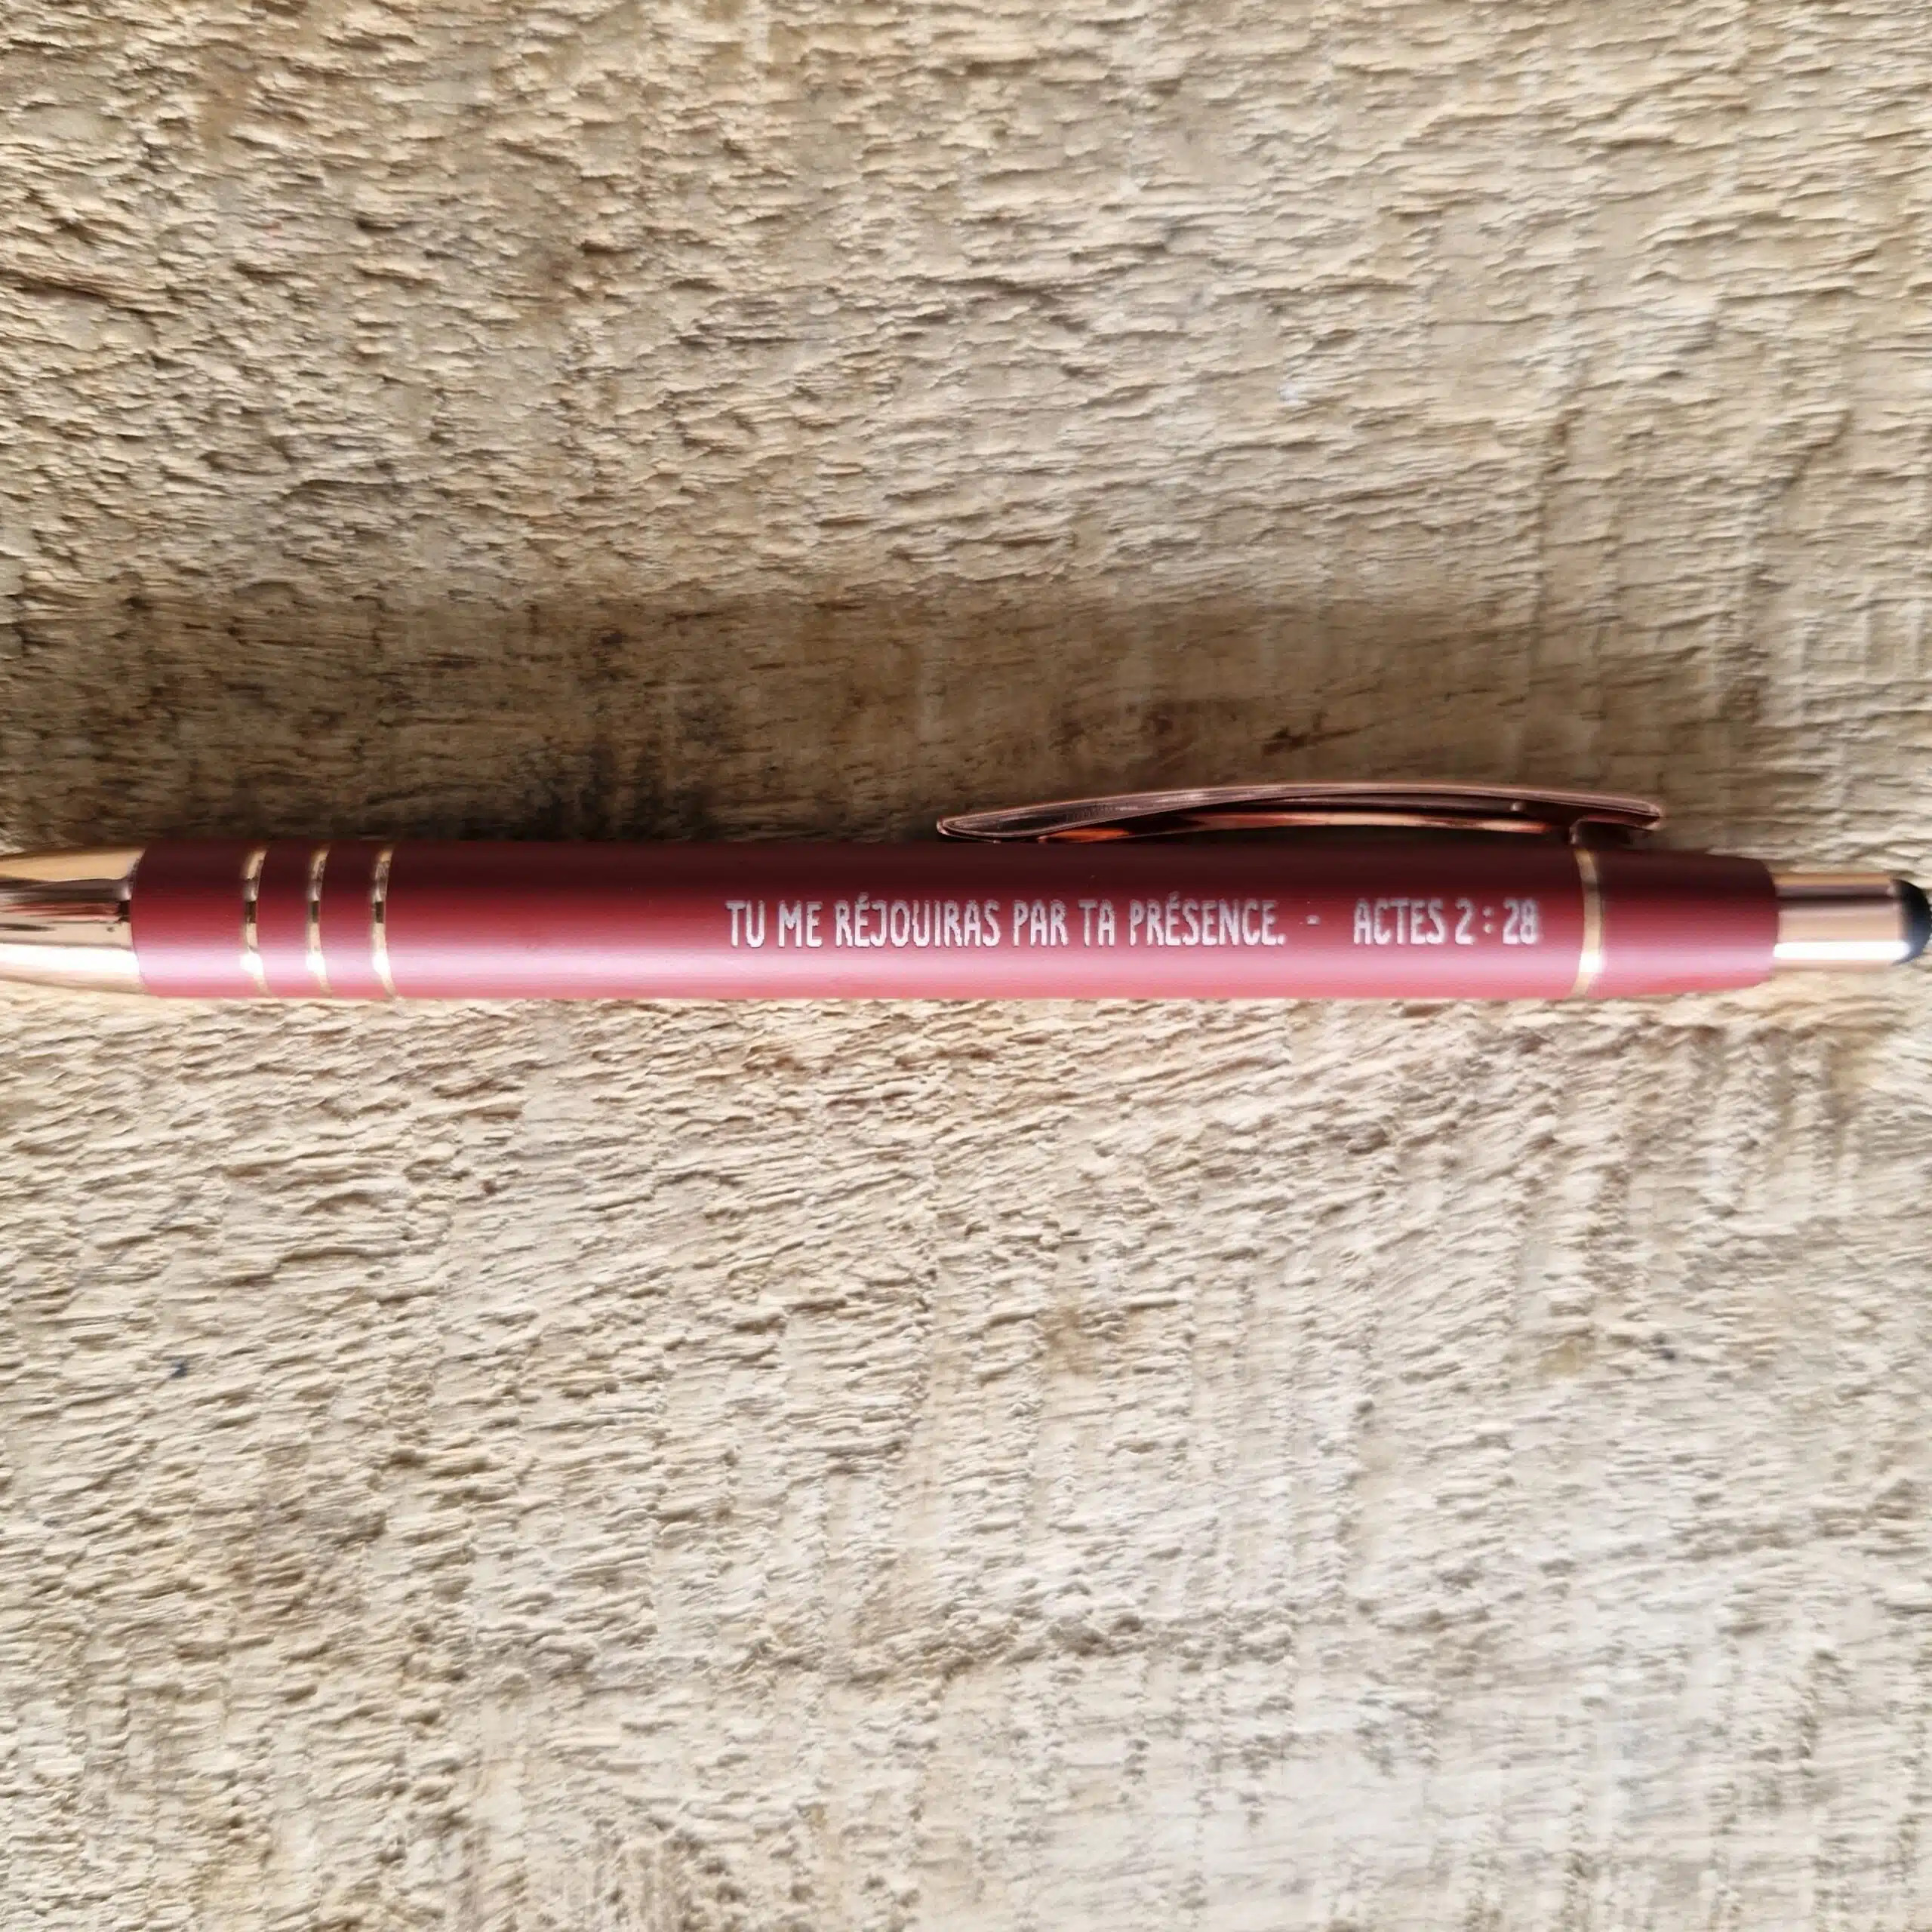 TU ME RÉJOUIRAS PAR TA PRÉSENCE. - ACTES 2:28